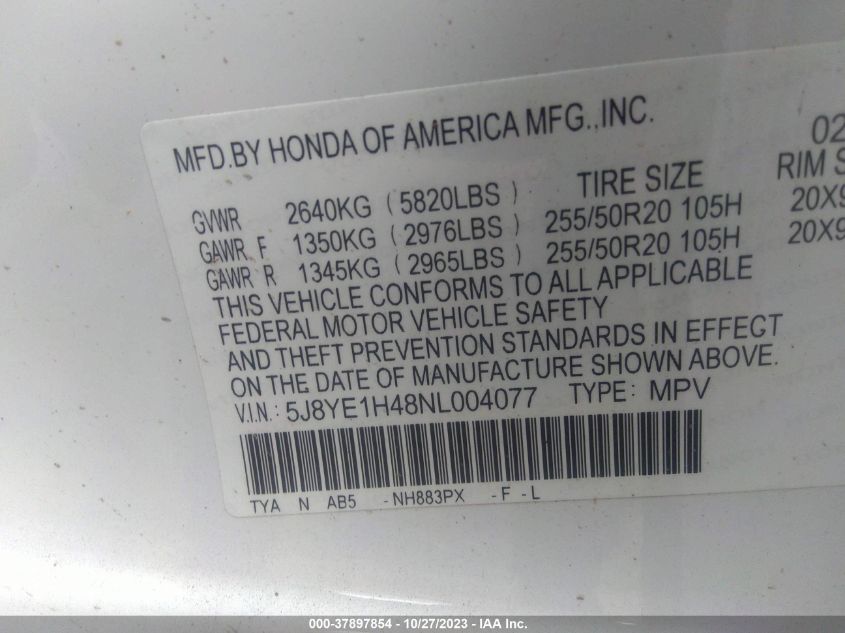 MFD.BY HONDA OF AMERICA MFG.,INC. 02
TIRE SIZE RIM S
GVWR 2640KG ( 5820LBS )
GAWR F 1350KG ( 2976LBS ) 255/50R20 105H 20X9
GAWR R 1345KG ( 2965LBS ) 255/50R20 105H 20X9
THIS VEHICLE CONFORMS TO ALL APPLICABLE
FEDERAL MOTOR VEHICLE SAFETY
AND THEFT PREVENTION STANDARDS IN EFFECT
ON THE DATE OF MANUFACTURE SHOWN ABOVE.
V.I.N.: 5J8YE1H48NL004077 TYPE: MPV
TYA N AB5 -NH883PX -F -L
000-37897854 - 10/27/2023 - IAA Inc.